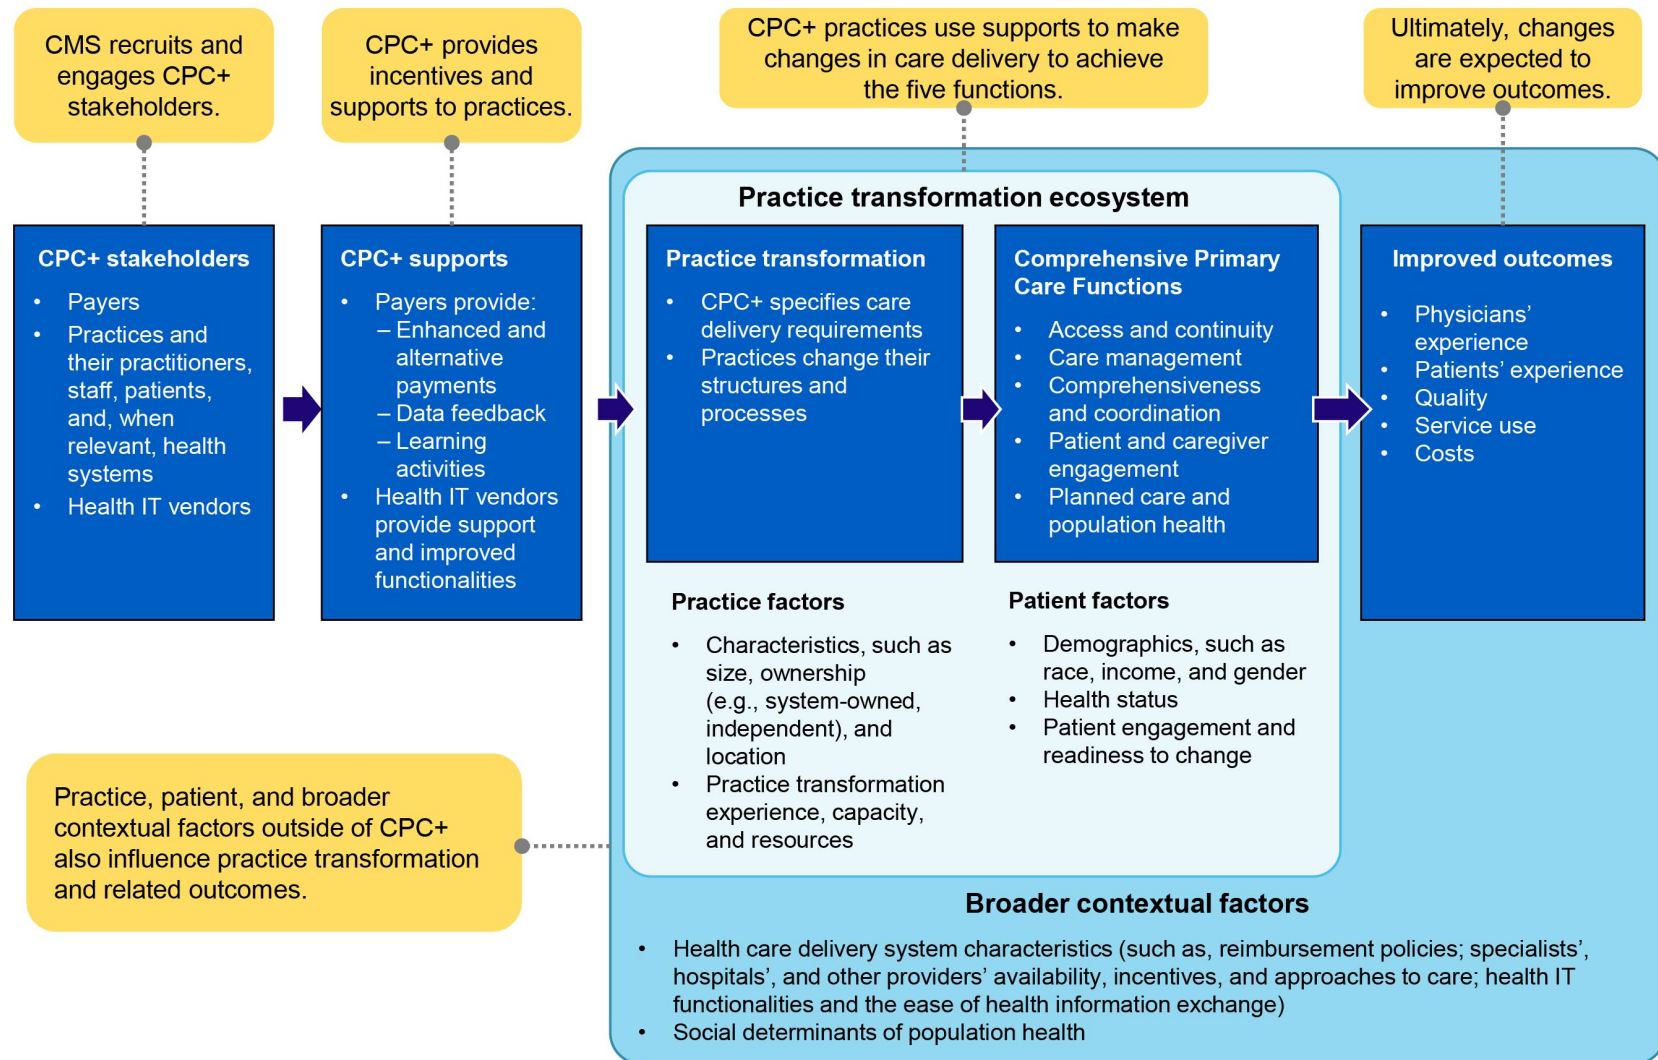 CMS recruits and
engages CPC+
stakeholders.
CPC+ provides
incentives and
supports to practices.
CPC+ practices use supports to make
changes in care delivery to achieve
the five functions.
Ultimately, changes
are expected to
improve outcomes.
Practice transformation ecosystem
CPC+ stakeholders
• Payers
• Practices and
their practitioners,
staff, patients,
and, when
relevant, health
systems
• Health IT vendors
CPC+ supports
• Payers provide:
– Enhanced and
alternative
payments
– Data feedback
– Learning
activities
• Health IT vendors
provide support
and improved
functionalities
Practice transformation
• CPC+ specifies care
delivery requirements
• Practices change their
structures and
processes
Comprehensive Primary
Care Functions
• Access and continuity
• Care management
• Comprehensiveness
and coordination
• Patient and caregiver
engagement
• Planned care and
population health
Improved outcomes
• Physicians’
experience
• Patients’ experience
• Quality
• Service use
• Costs
Practice factors
• Characteristics, such as
size, ownership
(e.g., system-owned,
independent), and
location
• Practice transformation
experience, capacity,
and resources
Patient factors
• Demographics, such as
race, income, and gender
• Health status
• Patient engagement and
readiness to change
Practice, patient, and broader
contextual factors outside of CPC+
also influence practice transformation
and related outcomes.
Broader contextual factors
• Health care delivery system characteristics (such as, reimbursement policies; specialists’,
hospitals’, and other providers’ availability, incentives, and approaches to care; health IT
functionalities and the ease of health information exchange)
• Social determinants of population health